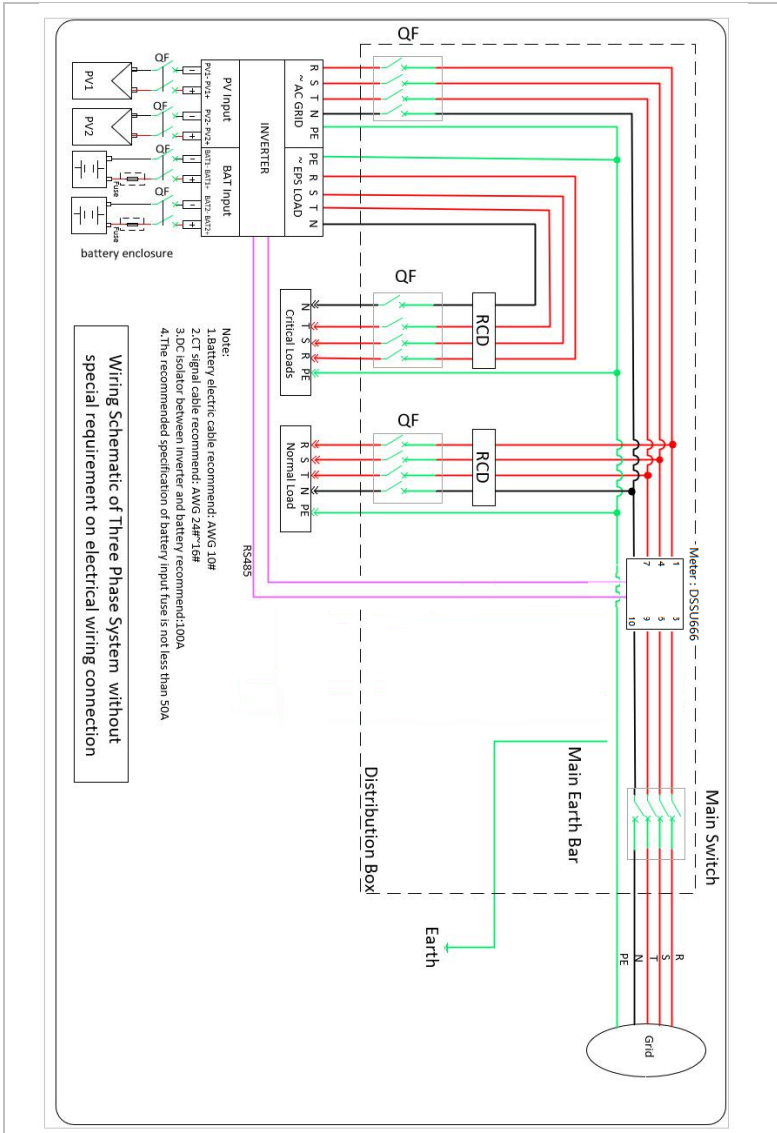 QF
QF
PV1
PV2
QF
QF
QF
Fuse
Fuse
battery enclosure
−
+
−
+
−
+
−
+
PV1- PV1+
PV2- PV2+
BAT1- BAT1+
BAT2- BAT2+
PV Input
BAT Input
INVERTER
~ AC GRID
~ EPS LOAD
R
S
T
N
PE
PE
R
S
T
N
QF
RCD
N
T
S
R
PE
Critical Loads
QF
RCD
R
S
T
N
PE
Normal Load
RS485
Meter : DSSU666
1
4
7
3
6
9
10
Main Switch
Main Earth Bar
Distribution Box
Earth
R
S
T
N
PE
Grid
Note:
1.Battery electric cable recommend: AWG 10#
2.CT signal cable recommend: AWG 24#~16#
3.DC isolator between inverter and battery recommend:100A
4.The recommended specification of battery input fuse is not less than 50A
Wiring Schematic of Three Phase System without
special requirement on electrical wiring connection